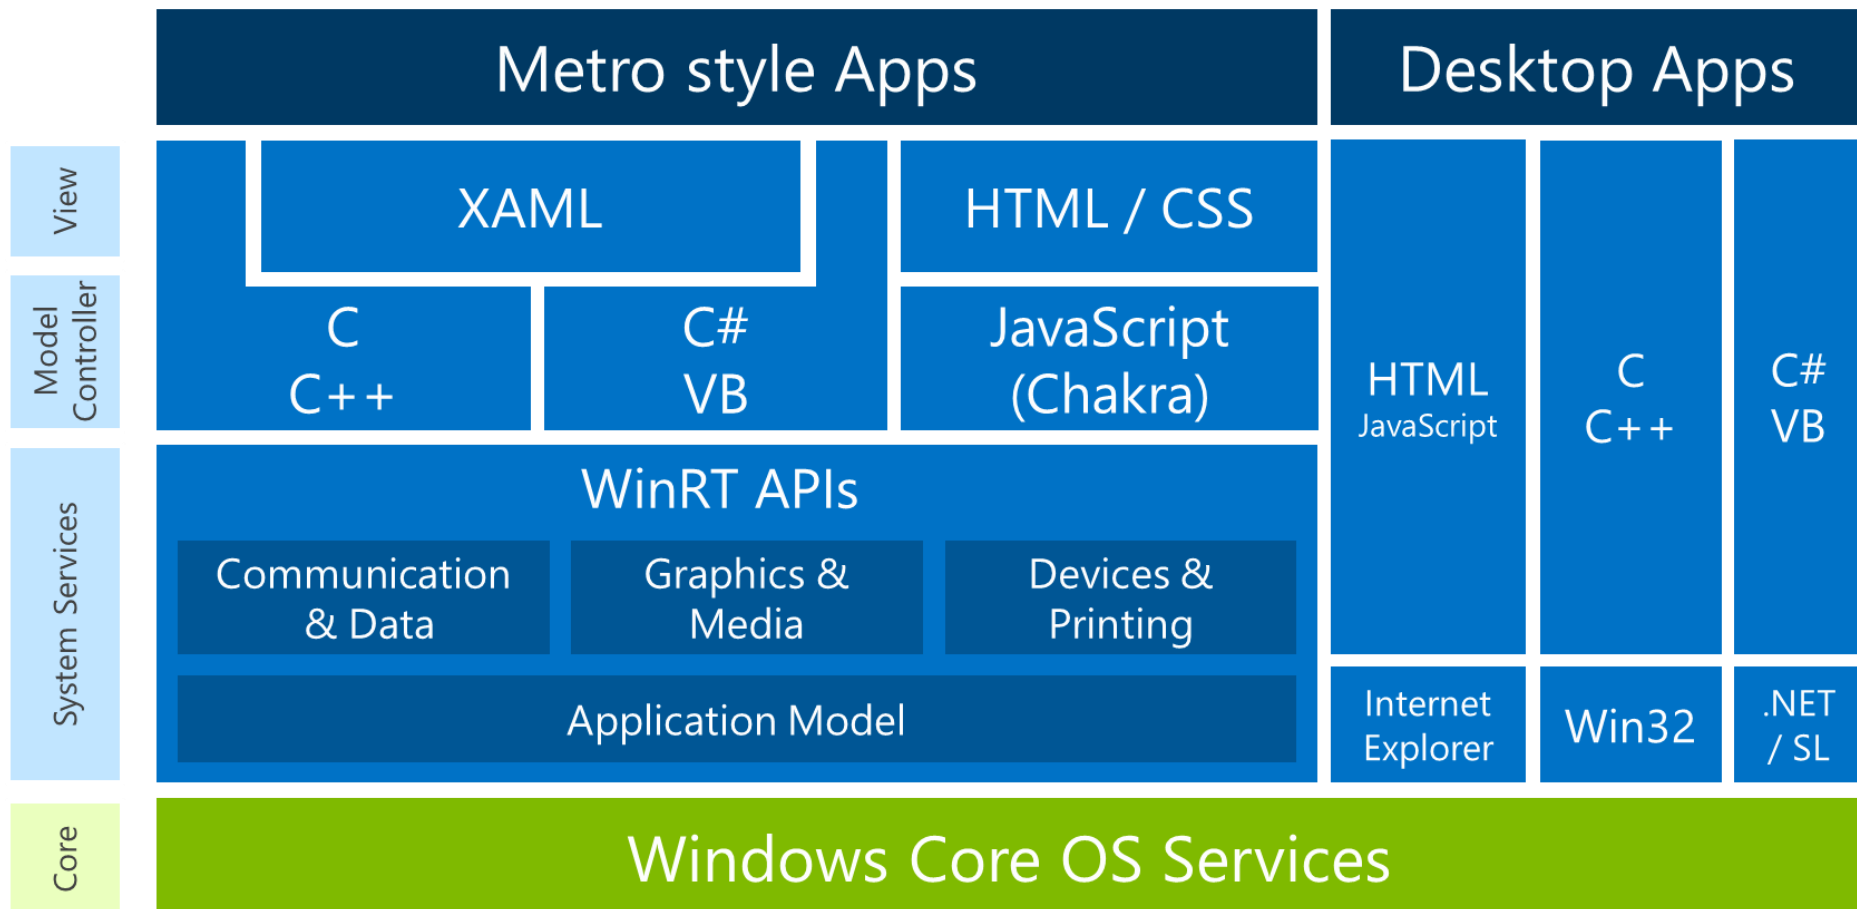 Metro style Apps
Desktop Apps
View
XAML
HTML / CSS
Model
Controller
C
C++
C#
VB
JavaScript
(Chakra)
HTML
JavaScript
C
C++
C#
VB
System Services
WinRT APIs
Communication
& Data
Graphics &
Media
Devices &
Printing
Application Model
Internet
Explorer
Win32
.NET
/ SL
Core
Windows Core OS Services